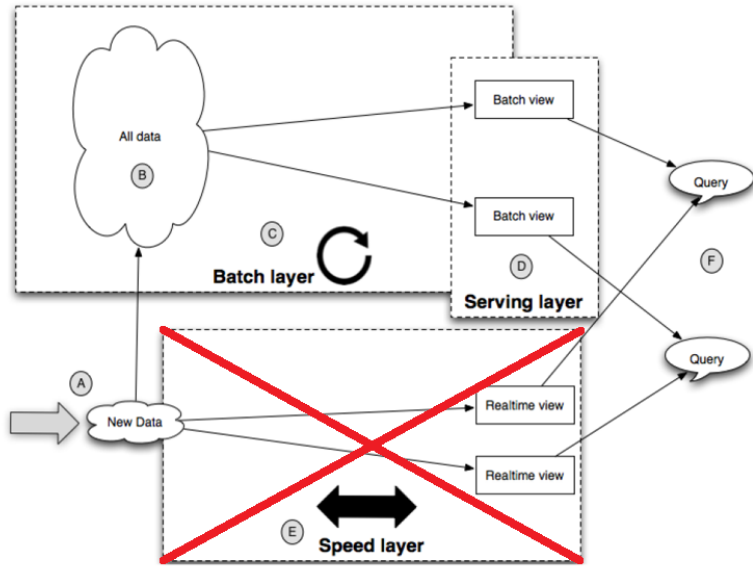 Batch view
All data
B
Query
Batch view
C
D
F
Batch layer
Serving layer
A
Query
New Data
Realtime view
Realtime view
E
Speed layer